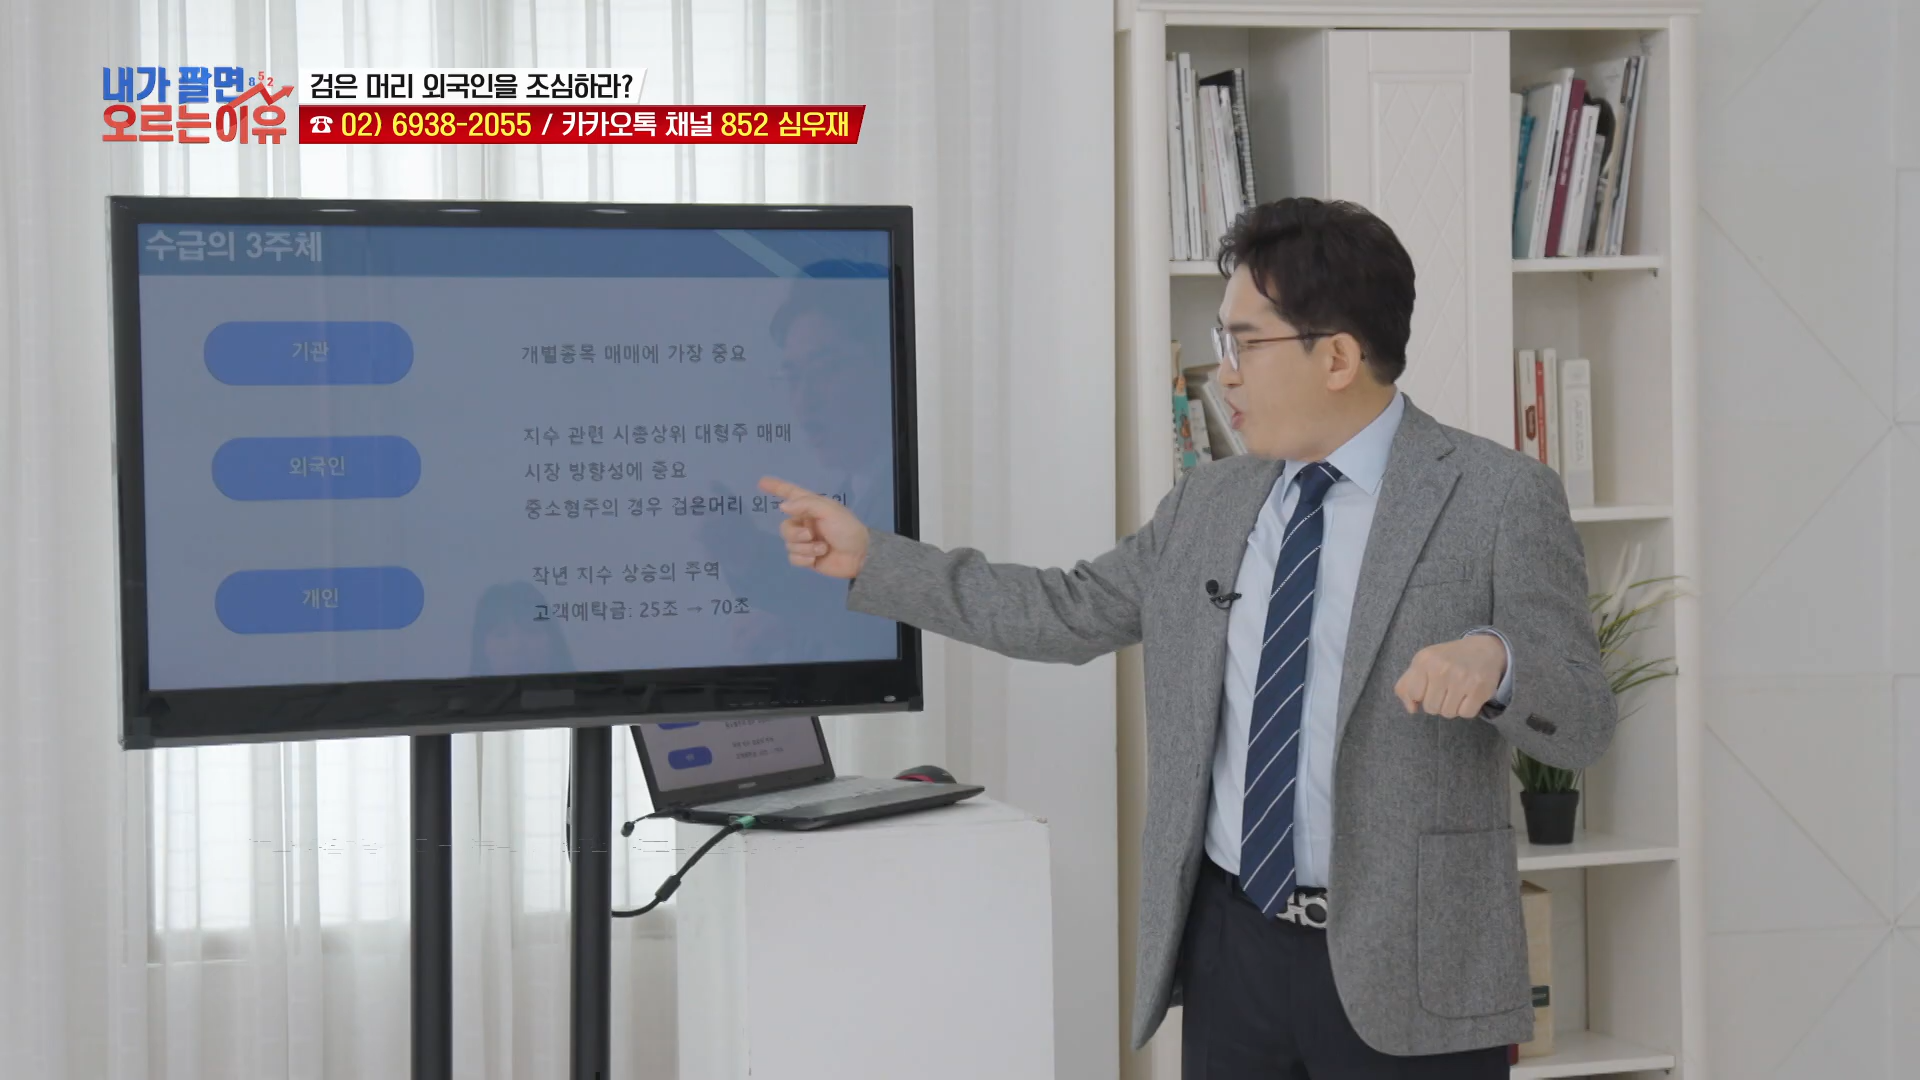 내가 팔면 852
오르는 이유
검은 머리 외국인을 조심하라?
☎ 02) 6938-2055 / 카카오톡 채널 852 심우재
수급의 3주체
기관
개별종목 매매에 가장 중요
외국인
지수 관련 시총상위 대형주 매매
시장 방향성에 중요
중소형주의 경우 검은머리 외국
개인
작년 지수 상승의 주역
고객예탁금: 25조 → 70조